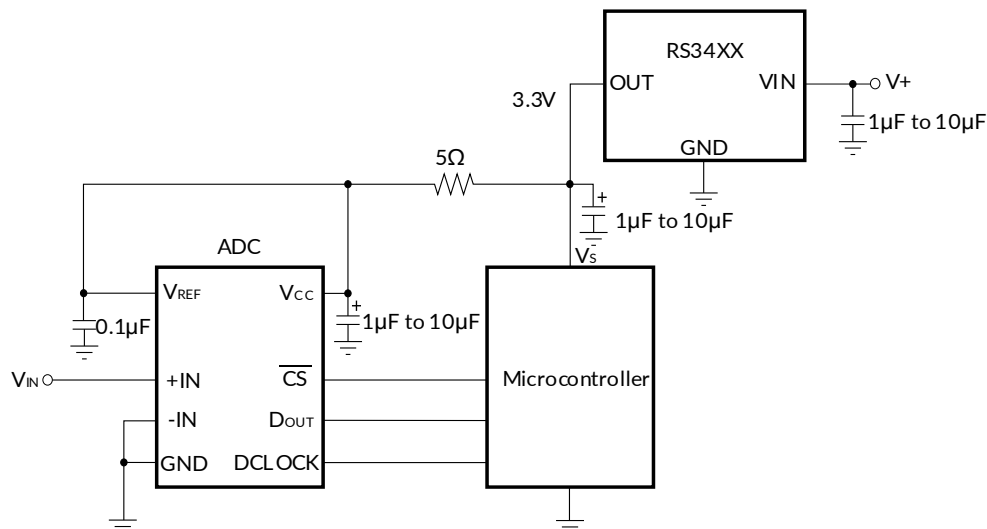 RS34XX
OUT
VIN
V+
3.3V
1µF to 10µF
GND
5Ω
+
1µF to 10µF
ADC
VS
VREF
VCC
+
0.1µF
1µF to 10µF
VIN
+IN
CS
Microcontroller
-IN
DOUT
GND
DCLOCK